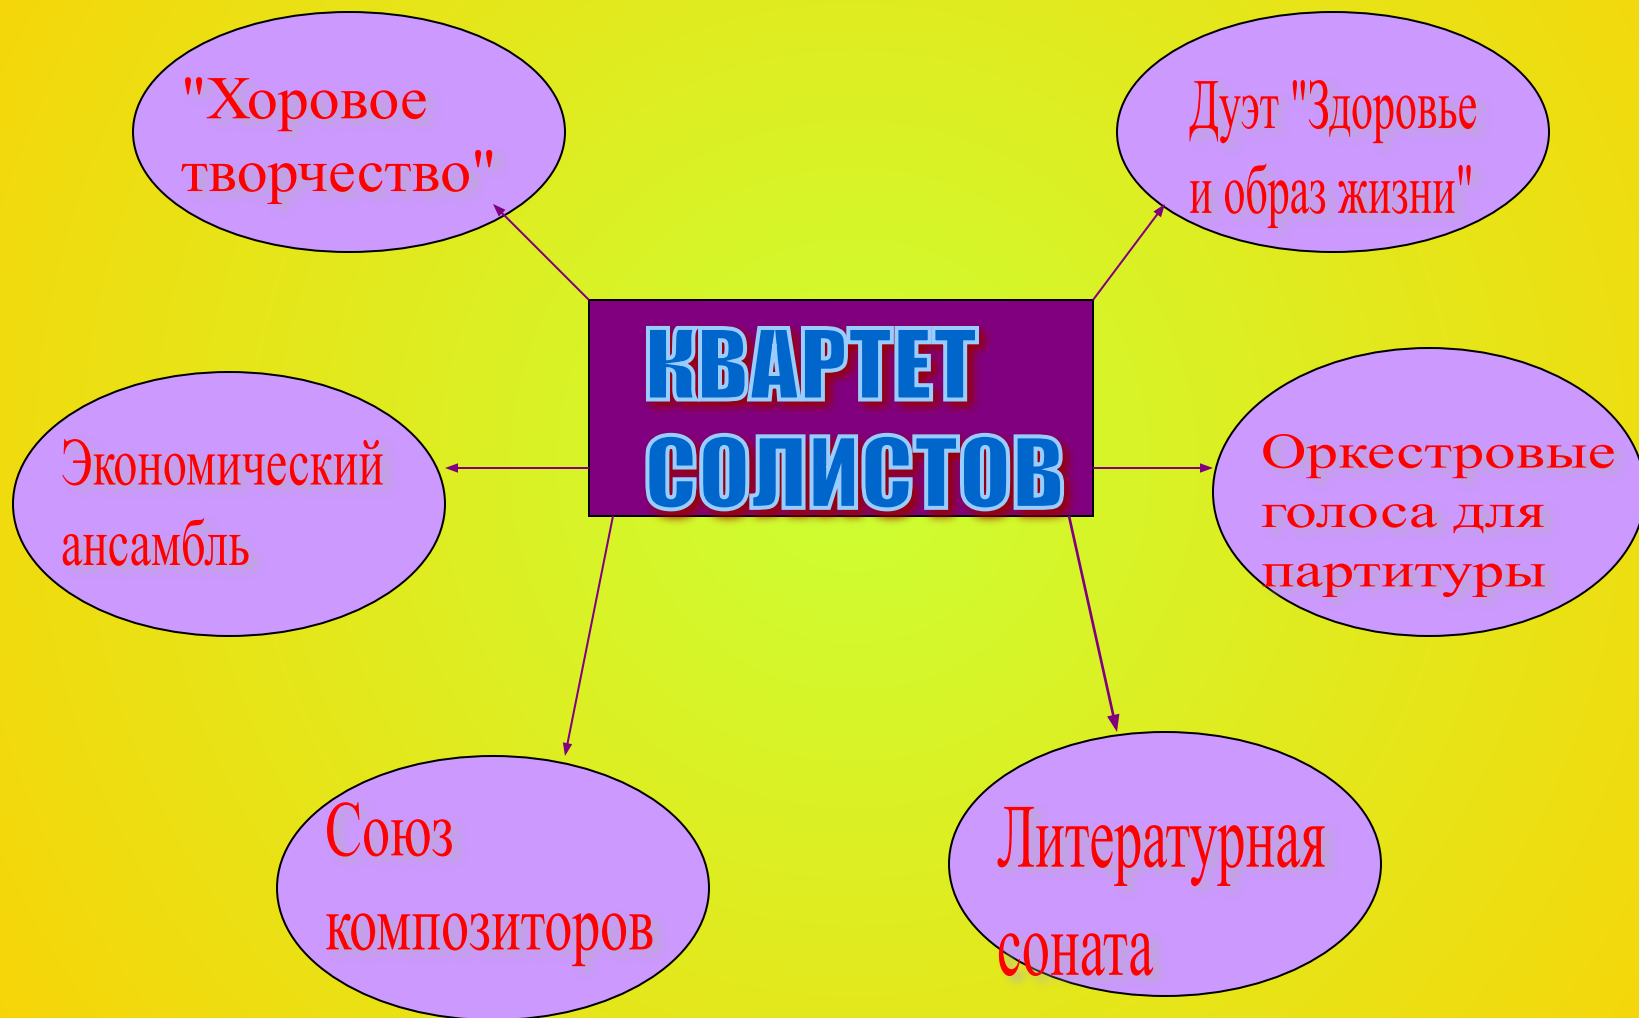 "Хоровое
творчество"
Дуэт "Здоровье
и образ жизни"
КВАРТЕТ
СОЛИСТОВ
Экономический
ансамбль
Оркестровые
голоса для
партитуры
Союз
композиторов
Литературная
соната